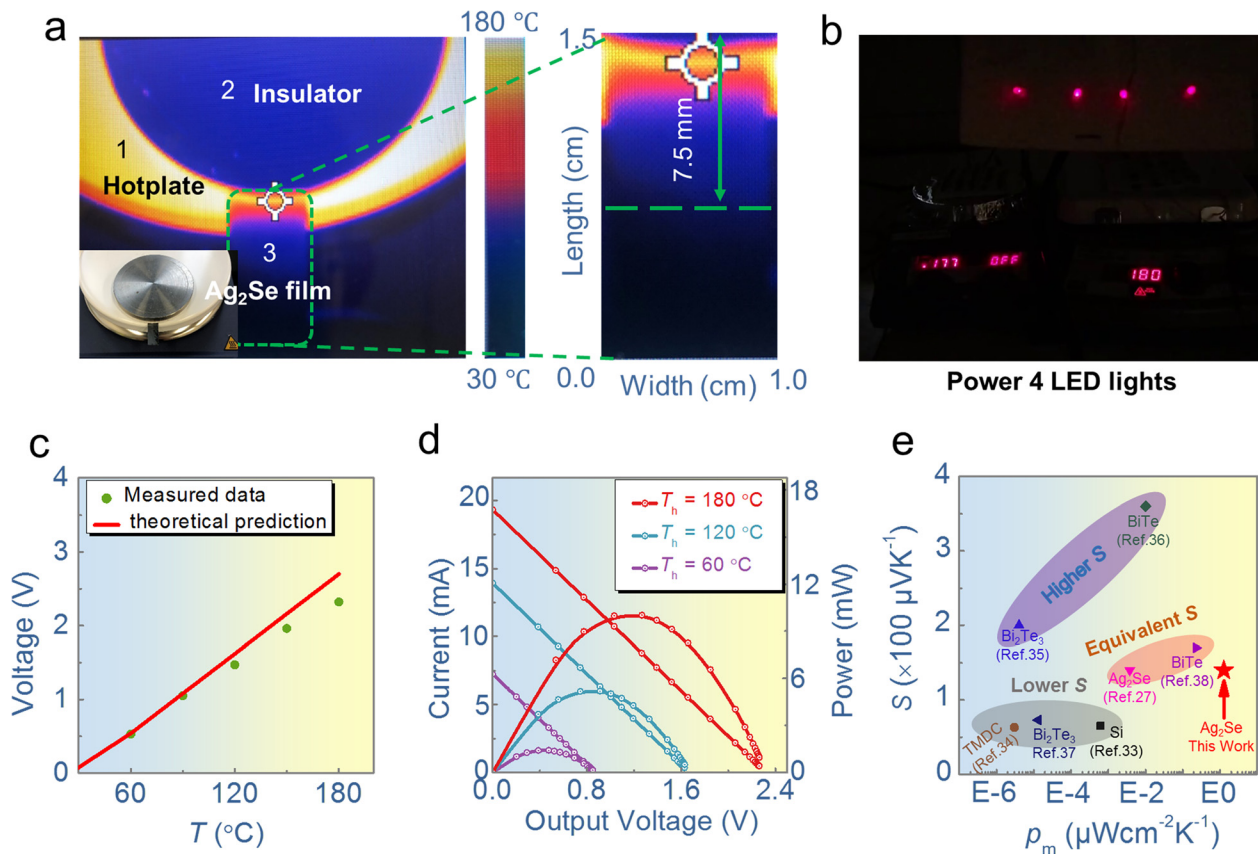 a
180 °C
1.5
b
2 Insulator
1
Hotplate
3
Ag₂Se film
7.5 mm
Length (cm)
30 °C
0.0
Width (cm)
1.0
.177 OFF
180
Power 4 LED lights
c
4
3
2
1
0
Voltage (V)
Measured data
theoretical prediction
60
120
180
T (°C)
d
20
15
10
5
0
Current (mA)
18
12
6
0
Power (mW)
Tₕ = 180 °C
Tₕ = 120 °C
Tₕ = 60 °C
0.0
0.8
1.6
2.4
Output Voltage (V)
e
4
3
2
1
0
S (×100 μVK⁻¹)
BiTe
(Ref.36)
Higher S
Bi₂Te₃
(Ref.35)
Equivalent S
BiTe
(Ref.38)
Ag₂Se
(Ref.27)
Lower S
TMDC
(Ref.34)
Bi₂Te₃
Ref.37
Si
(Ref.33)
Ag₂Se
This Work
E-6
E-4
E-2
E0
pₘ (μWcm⁻²K⁻¹)